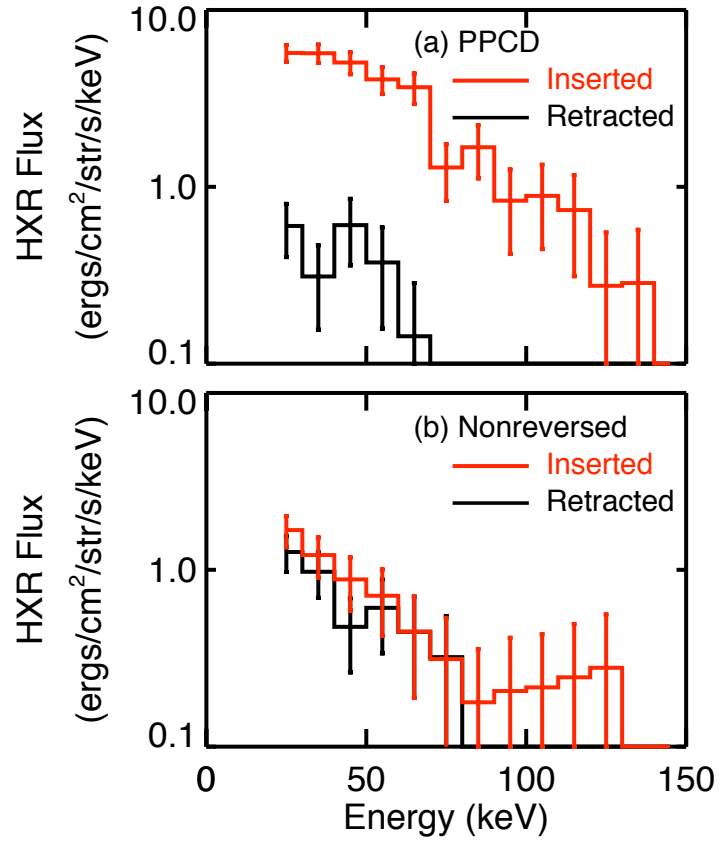 10.0
1.0
0.1
HXR Flux
(ergs/cm²/str/s/keV)
(a) PPCD
Inserted
Retracted
10.0
1.0
0.1
HXR Flux
(ergs/cm²/str/s/keV)
(b) Nonreversed
Inserted
Retracted
0 50 100 150
Energy (keV)